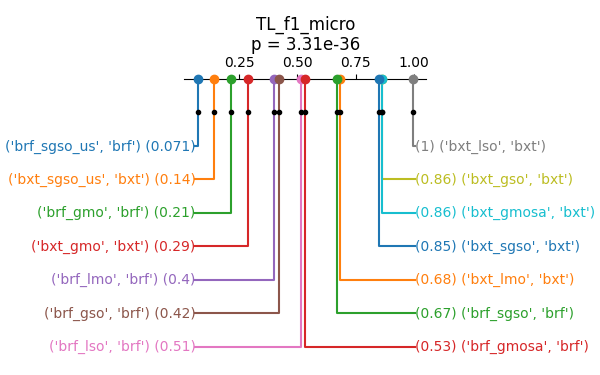 TL_f1_micro
p = 3.31e-36
0.25 0.50 0.75 1.00
('brf_sgso_us', 'brf') (0.071)
('bxt_sgso_us', 'bxt') (0.14)
('brf_gmo', 'brf') (0.21)
('bxt_gmo', 'bxt') (0.29)
('brf_lmo', 'brf') (0.4)
('brf_gso', 'brf') (0.42)
('brf_lso', 'brf') (0.51)
(1) ('bxt_lso', 'bxt')
(0.86) ('bxt_gso', 'bxt')
(0.86) ('bxt_gmosa', 'bxt')
(0.85) ('bxt_sgso', 'bxt')
(0.68) ('bxt_lmo', 'bxt')
(0.67) ('brf_sgso', 'brf')
(0.53) ('brf_gmosa', 'brf')